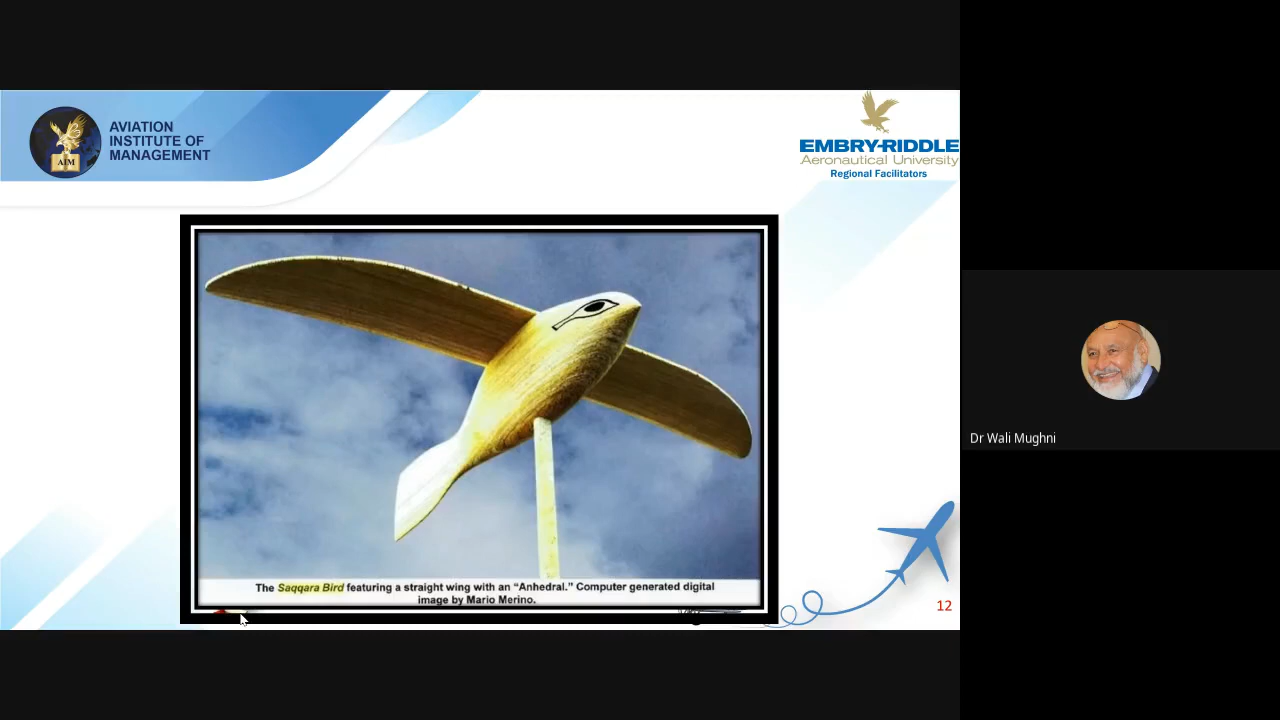 AVIATION
INSTITUTE OF
MANAGEMENT
AIM
EMBRY-RIDDLE
Aeronautical University
Regional Facilitators
The Saqqara Bird featuring a straight wing with an “Anhedral.” Computer generated digital
image by Mario Merino.
12
Dr Wali Mughni